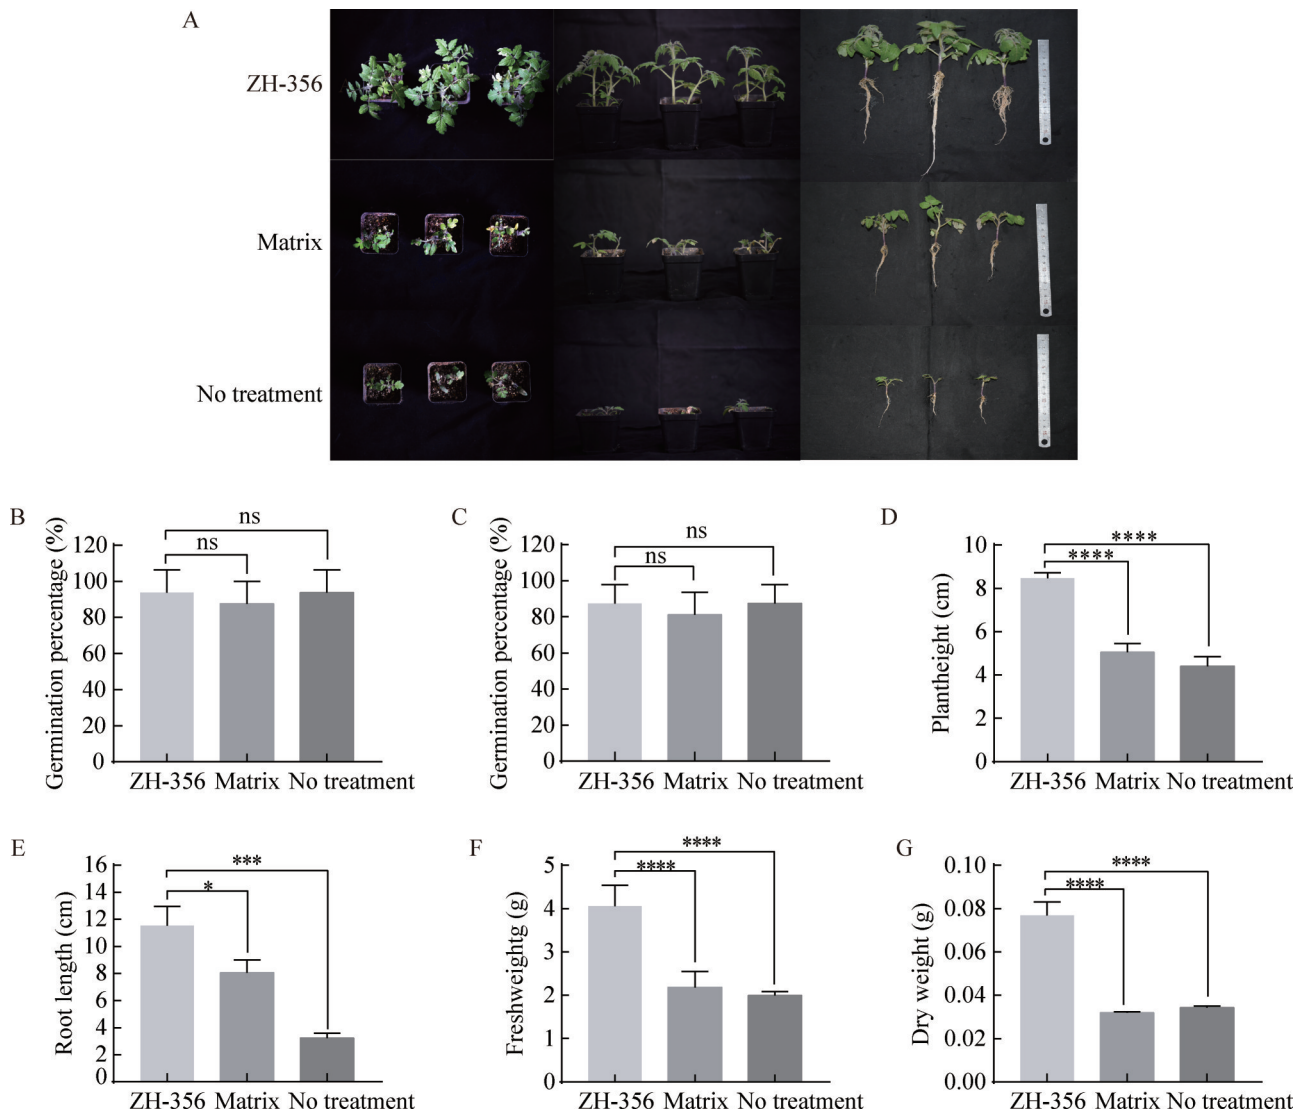 A
ZH-356
Matrix
No treatment
B
Germination percentage (%)
120
100
80
60
40
20
0
ns
ns
ZH-356 Matrix No treatment
C
Germination percentage (%)
120
100
80
60
40
20
0
ns
ns
ZH-356 Matrix No treatment
D
Plantheight (cm)
10
8
6
4
2
0
****
****
ZH-356 Matrix No treatment
E
Root length (cm)
16
14
12
10
8
6
4
2
0
***
*
ZH-356 Matrix No treatment
F
Freshweightg (g)
5
4
3
2
1
0
****
****
ZH-356 Matrix No treatment
G
Dry weight (g)
0.10
0.08
0.06
0.04
0.02
0.00
****
****
ZH-356 Matrix No treatment